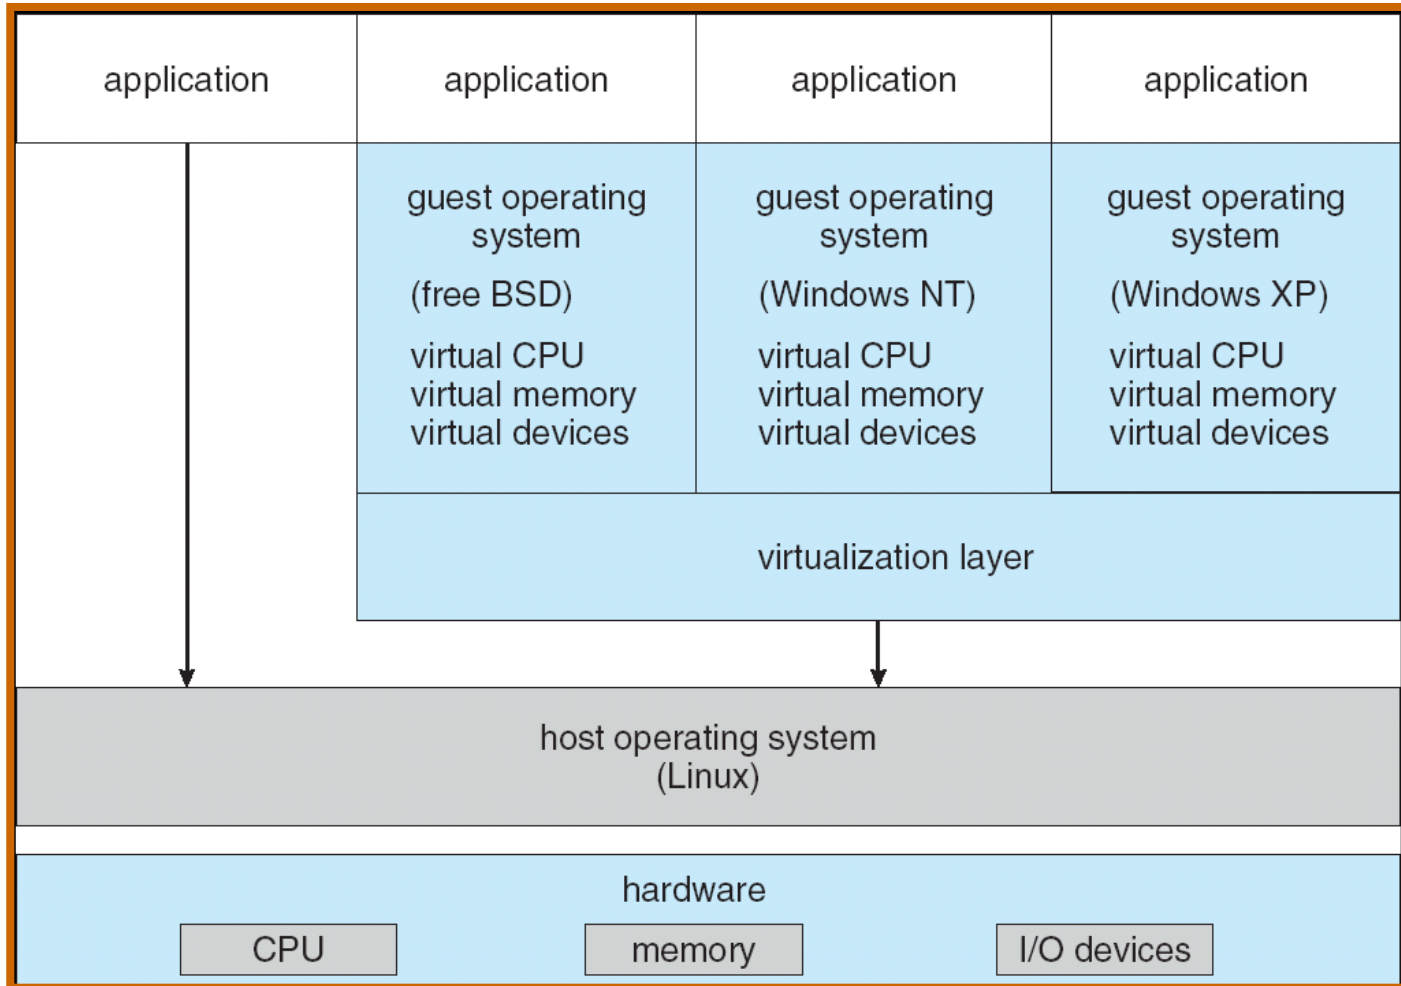 application
application
application
application
guest operating
system
(free BSD)
virtual CPU
virtual memory
virtual devices
guest operating
system
(Windows NT)
virtual CPU
virtual memory
virtual devices
guest operating
system
(Windows XP)
virtual CPU
virtual memory
virtual devices
virtualization layer
host operating system
(Linux)
hardware
CPU
memory
I/O devices